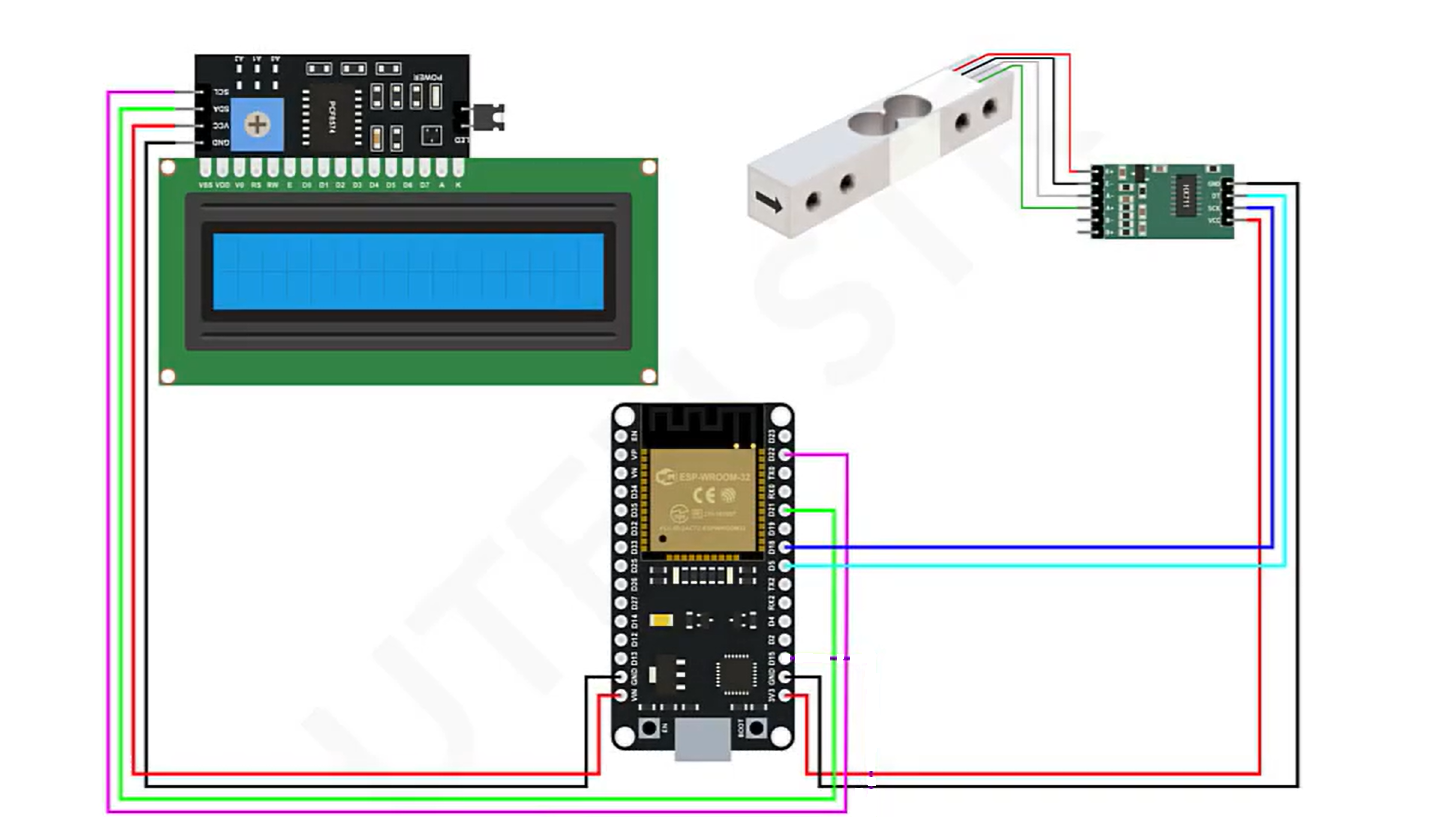 A2 A1 A0
POWER
SCL
SDA
VCC
GND
PCF8574
LED
VSS VDD V0 RS RW E D0 D1 D2 D3 D4 D5 D6 D7 A K
E+
E-
A-
A+
B-
B+
HX711
GND
DT
SCK
VCC
EN
VP
VN
D34
D35
D32
D33
D25
D26
D27
D14
D12
D13
GND
VIN
ESP-WROOM-32
CE
D23
D22
TX0
RX0
D21
D19
D18
D5
TX2
RX2
D4
D2
D15
GND
3V3
EN
BOOT